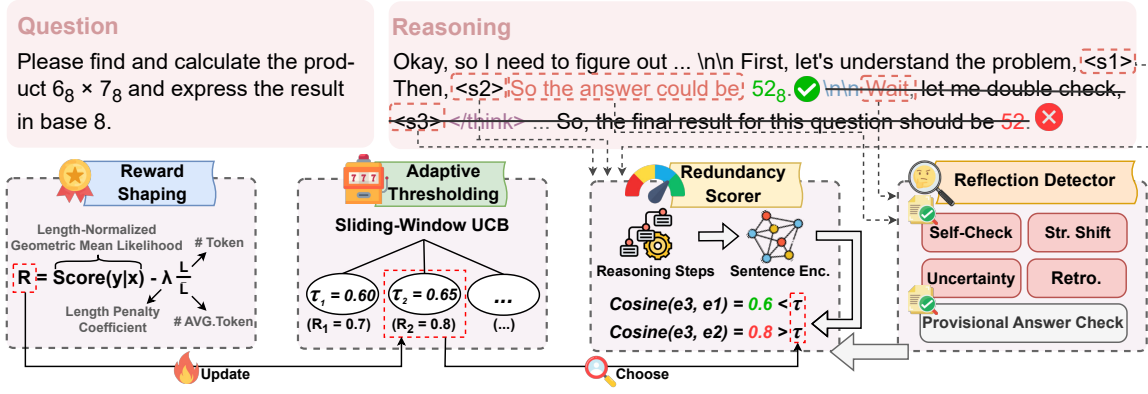 Question
Please find and calculate the prod-
uct 6₈ × 7₈ and express the result
in base 8.
Reasoning
Okay, so I need to figure out ... \n\n First, let's understand the problem, <s1>
Then, <s2> So the answer could be 52₈. \n\n Wait, let me double check,
<s3> </think> ... So, the final result for this question should be 52.
Reward
Shaping
Length-Normalized
Geometric Mean Likelihood
# Token
R = Score(y|x) - λ L/L̅
Length Penalty
Coefficient
# AVG.Token
Update
777
Adaptive
Thresholding
Sliding-Window UCB
τ₁ = 0.60
τ₂ = 0.65
...
(R₁ = 0.7)
(R₂ = 0.8)
(...)
Choose
Redundancy
Scorer
Reasoning Steps
Sentence Enc.
Cosine(e3, e1) = 0.6 < τ
Cosine(e3, e2) = 0.8 > τ
Reflection Detector
Self-Check
Str. Shift
Uncertainty
Retro.
Provisional Answer Check